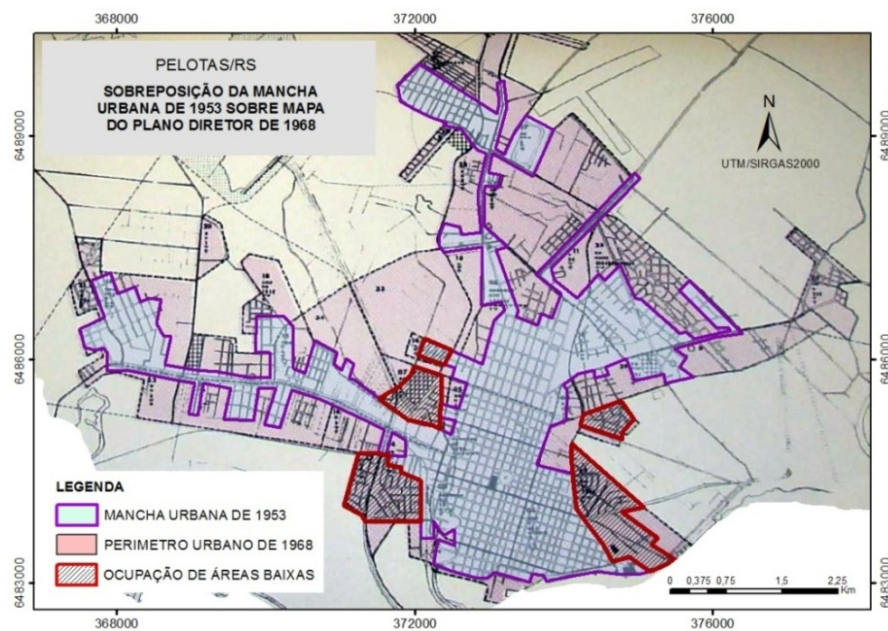 368000 372000 376000
PELOTAS/RS
SOBREPOSIÇÃO DA MANCHA
URBANA DE 1953 SOBRE MAPA
DO PLANO DIRETOR DE 1968
N
UTM/SIRGAS2000
6489000 6489000
6486000 6486000
6483000 6483000
LEGENDA
MANCHA URBANA DE 1953
PERIMETRO URBANO DE 1968
OCUPAÇÃO DE ÁREAS BAIXAS
0 0,375 0,75 1,5 2,25
Km
368000 372000 376000